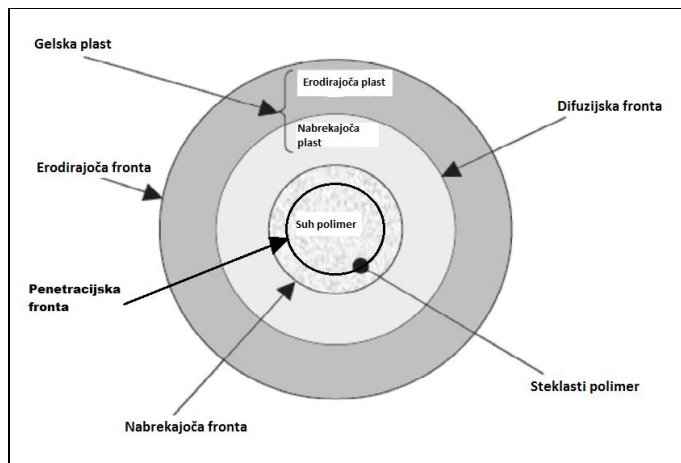 Gelska plast
Erodirajoča plast
Difuzijska fronta
Nabrekajoča
plast
Erodirajoča fronta
Suh polimer
Penetracijska
fronta
Steklasti polimer
Nabrekajoča fronta